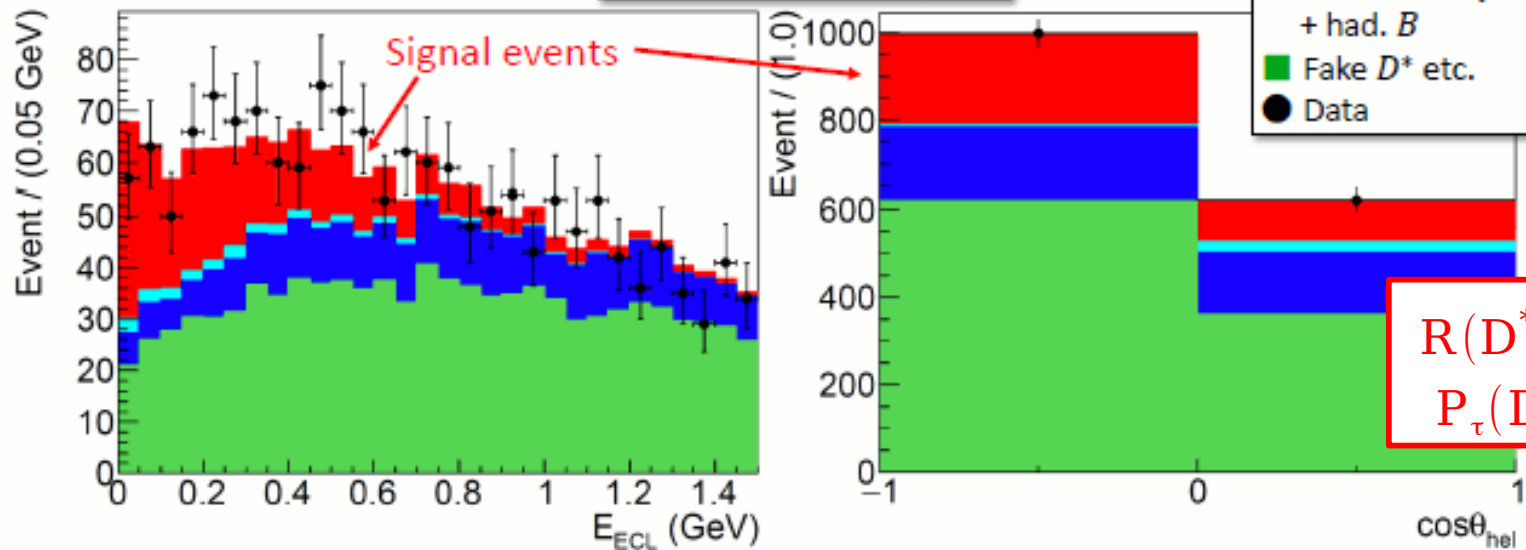 Event / (0.05 GeV)
80
70
60
50
40
30
20
10
0
0 0.2 0.4 0.6 0.8 1 1.2 1.4
E_ECL (GeV)
Signal events
Event / (1.0)
1000
800
600
400
200
0
−1 0 1
cosθ_hel
+ had. B
Fake D* etc.
Data
R(D*
P_τ(D